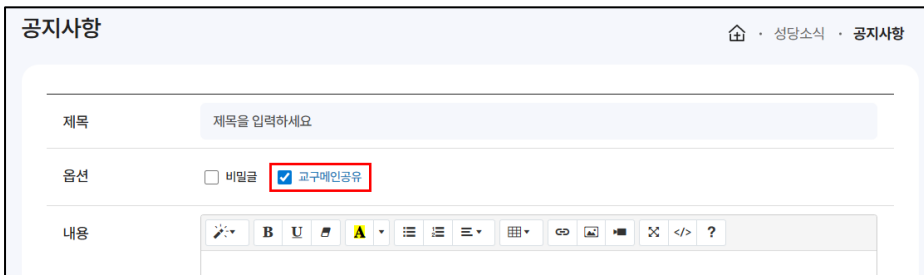 공지사항
성당소식 · 공지사항
제목 제목을 입력하세요
옵션 비밀글 교구메인공유
내용 B U A </> ?